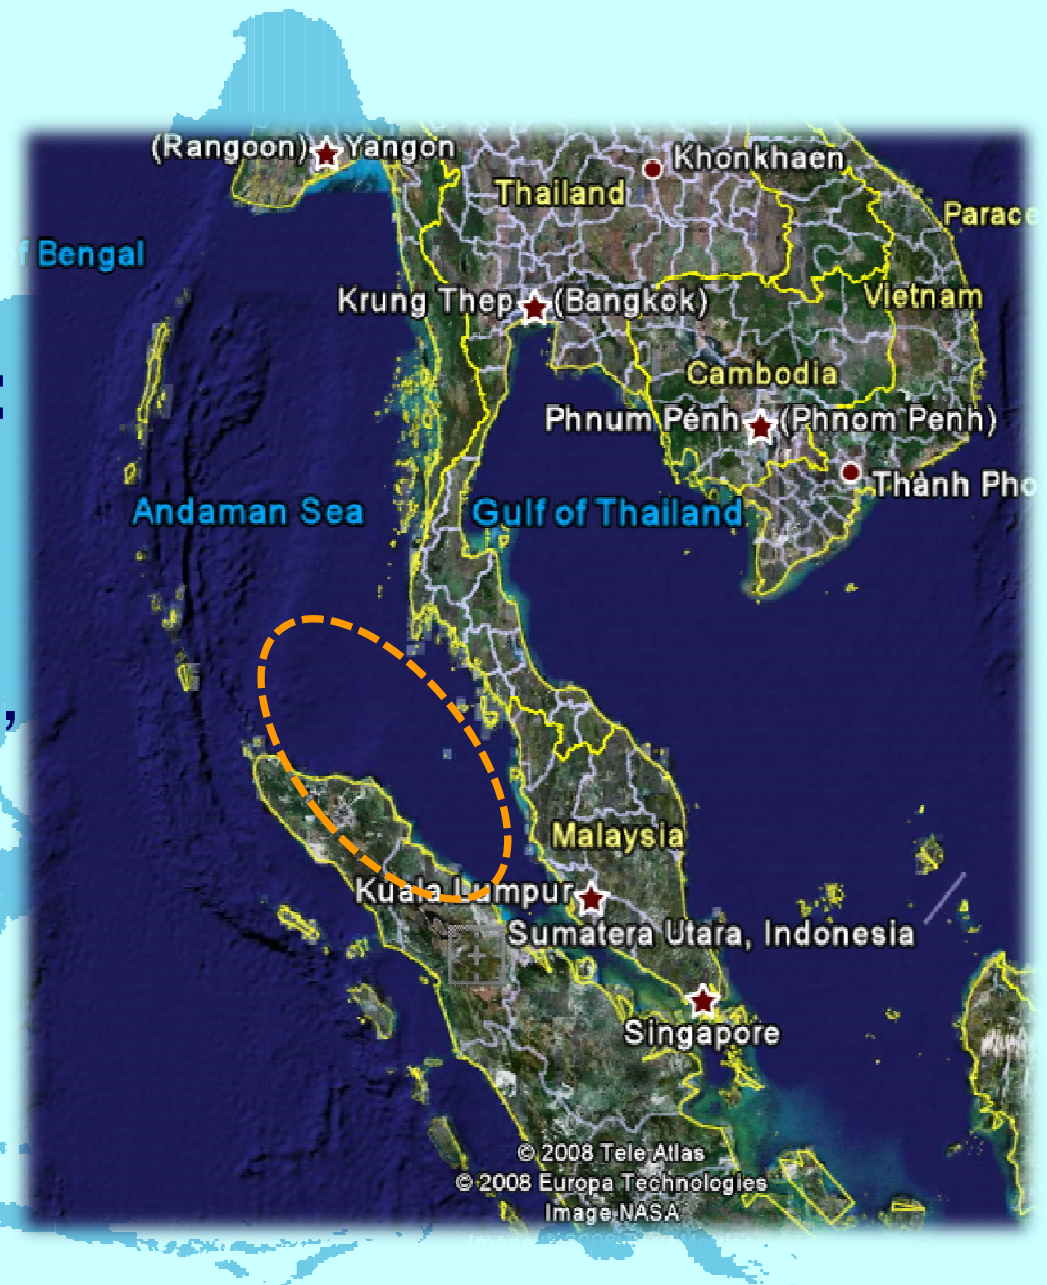 (Rangoon) Yangon
Khonkhaen
Thailand
Parace
f Bengal
Vietnam
Krung Thep (Bangkok)
Cambodia
Phnum Pénh (Phnom Penh)
Thành Pho
Andaman Sea
Gulf of Thailand
,
Malaysia
Kuala Lumpur
Sumatera Utara, Indonesia
Singapore
© 2008 Tele Atlas
© 2008 Europa Technologies
Image NASA